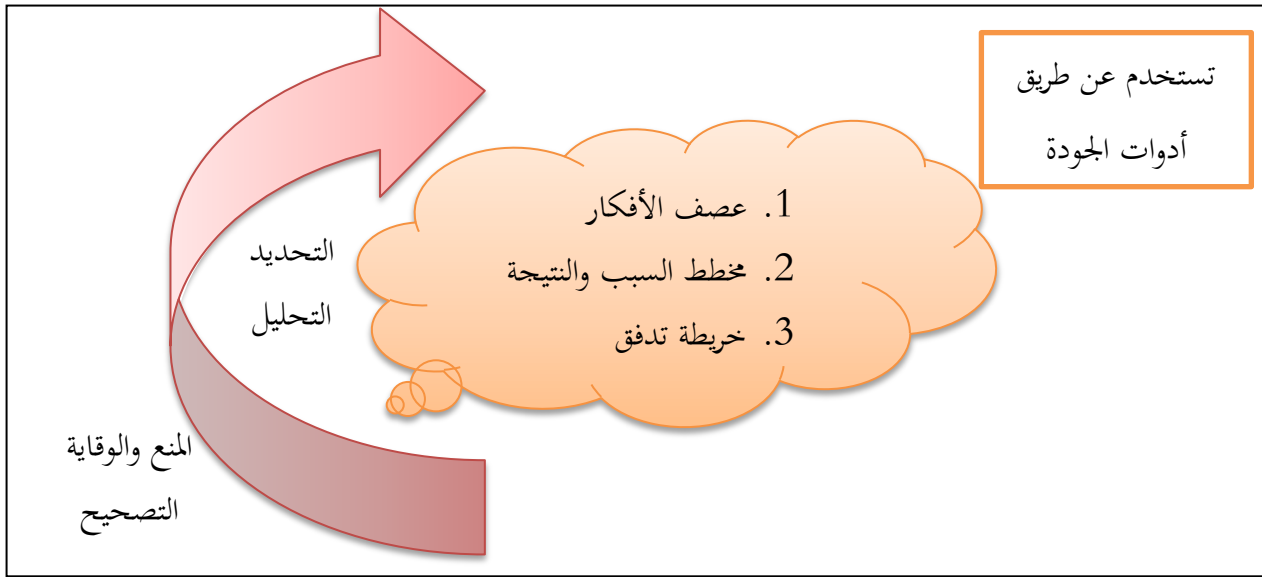 تستخدم عن طريق
أدوات الجودة
1. عصف الأفكار
2. مخطط السبب والنتيجة
3. خريطة تدفق
التحديد
التحليل
المنع والوقاية
التصحيح